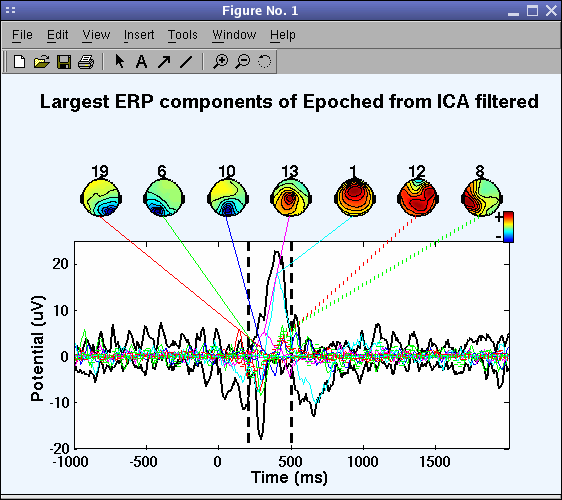 Figure No. 1
File Edit View Insert Tools Window Help
A
Largest ERP components of Epoched from ICA filtered
19 6 10 13 1 12 8
+
-
20
10
0
-10
-20
Potential (uV)
-1000 -500 0 500 1000 1500
Time (ms)